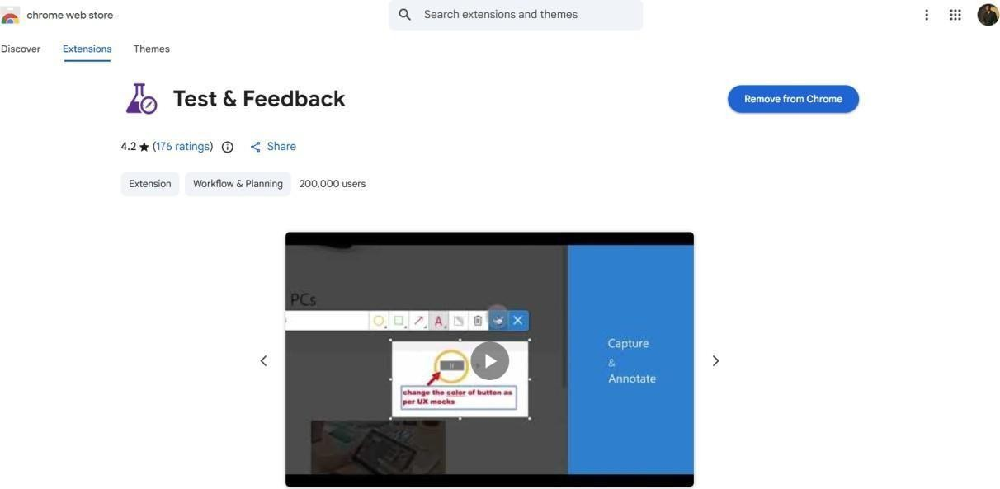 chrome web store
Search extensions and themes
Discover
Extensions
Themes
Test & Feedback
Remove from Chrome
4.2 ★ (176 ratings)
Share
Extension
Workflow & Planning
200,000 users
PCs
A
change the color of button as
per UX mocks
Capture
&
Annotate